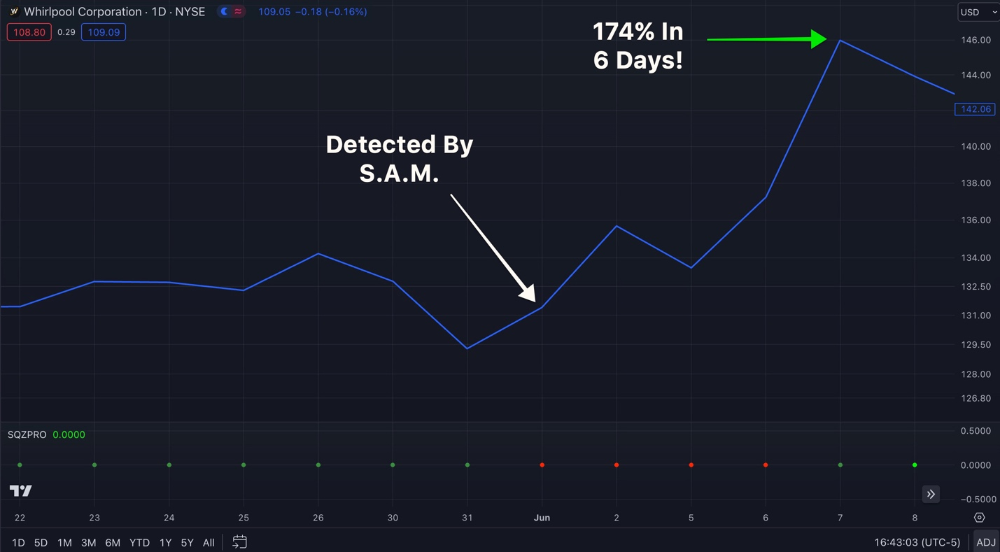 Whirlpool Corporation · 1D · NYSE
109.05 −0.18 (−0.16%)
USD
108.80 0.29 109.09
174% In
6 Days!
Detected By
S.A.M.
146.00
144.00
142.06
140.00
138.00
136.00
134.00
132.50
131.00
129.50
128.00
126.80
SQZPRO 0.0000
0.5000
0.0000
−0.5000
22 23 24 25 26 30 31 Jun 2 5 6 7 8
1D 5D 1M 3M 6M YTD 1Y 5Y All
16:43:03 (UTC-5) ADJ